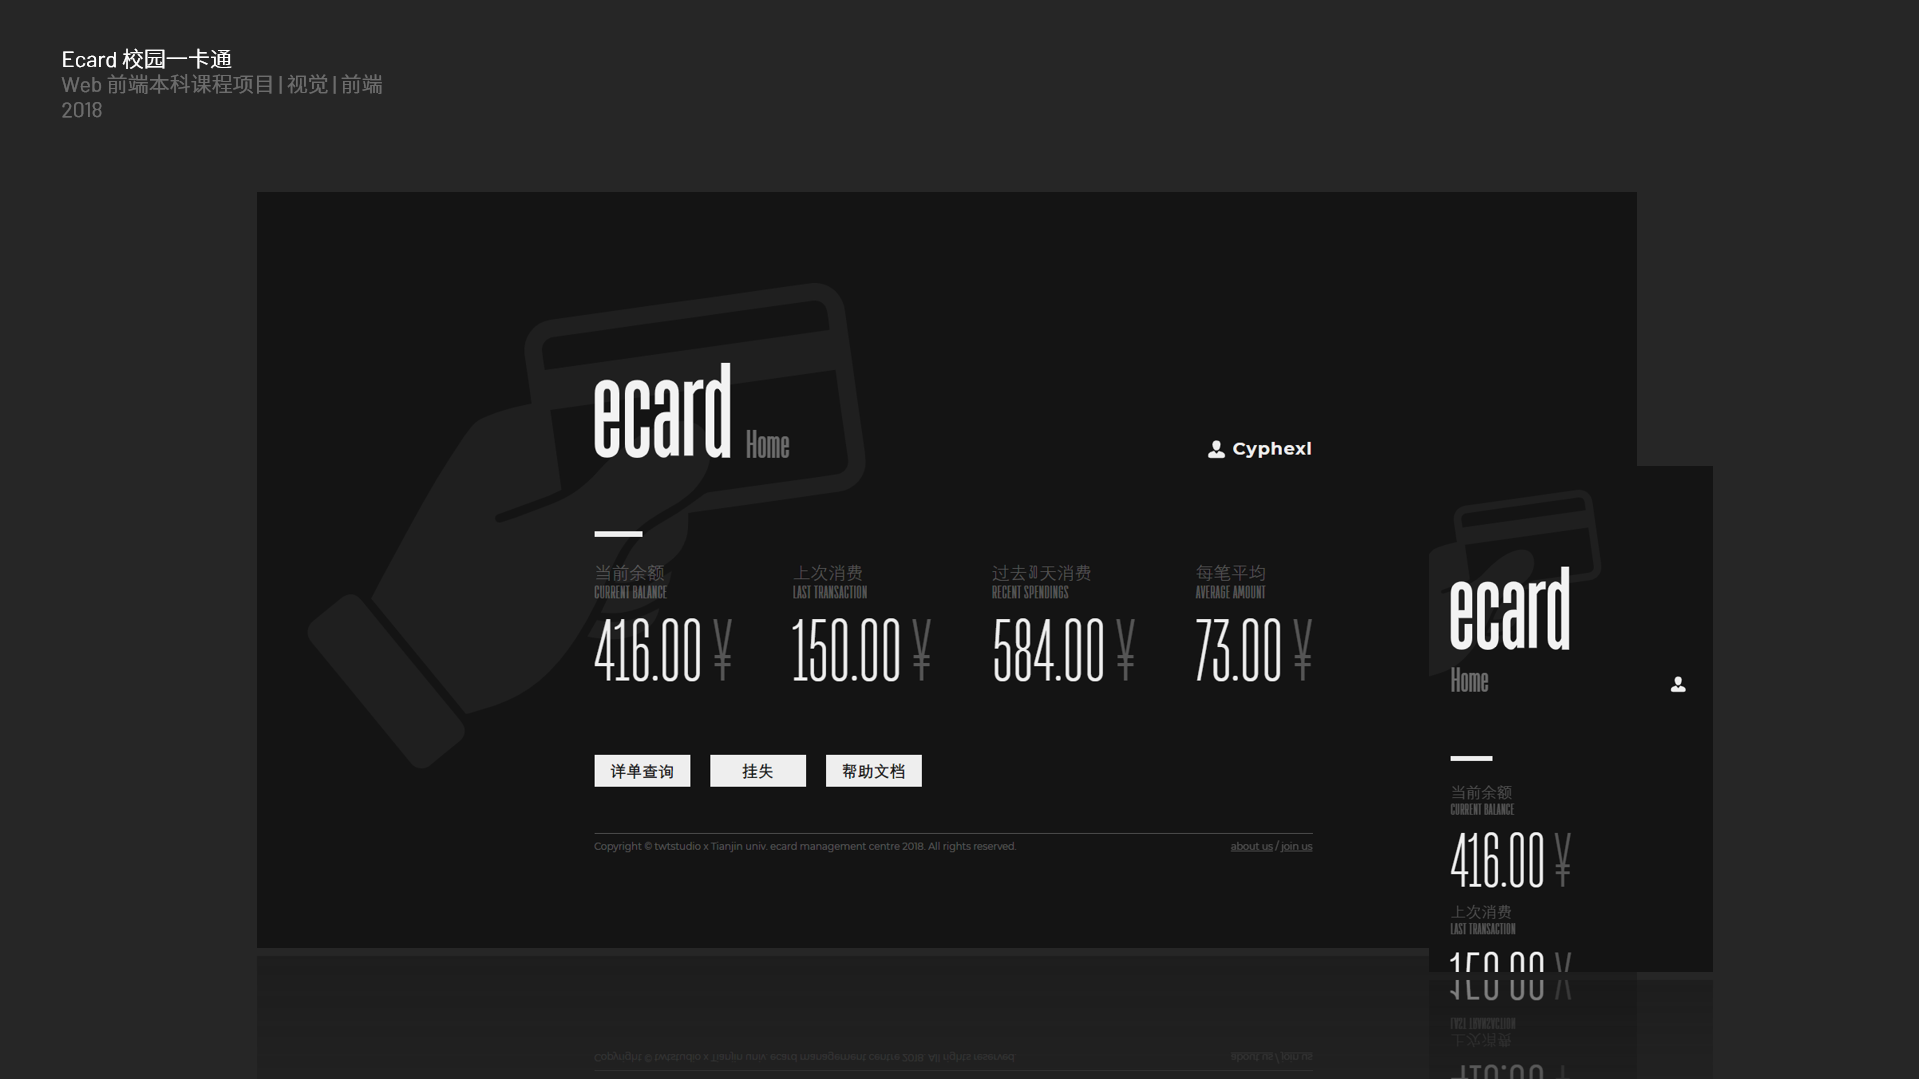 Ecard 校园一卡通
Web 前端本科课程项目 | 视觉 | 前端
2018
ecard Home
Cyphexl
当前余额 上次消费 过去30天消费 每笔平均
CURRENT BALANCE LAST TRANSACTION RECENT SPENDINGS AVERAGE AMOUNT
416.00 ¥ 150.00 ¥ 584.00 ¥ 73.00 ¥
详单查询 挂失 帮助文档
Copyright © twtstudio x Tianjin univ. ecard management centre 2018. All rights reserved. about us / join us
ecard
Home
当前余额
CURRENT BALANCE
416.00 ¥
上次消费
LAST TRANSACTION
150.00 ¥